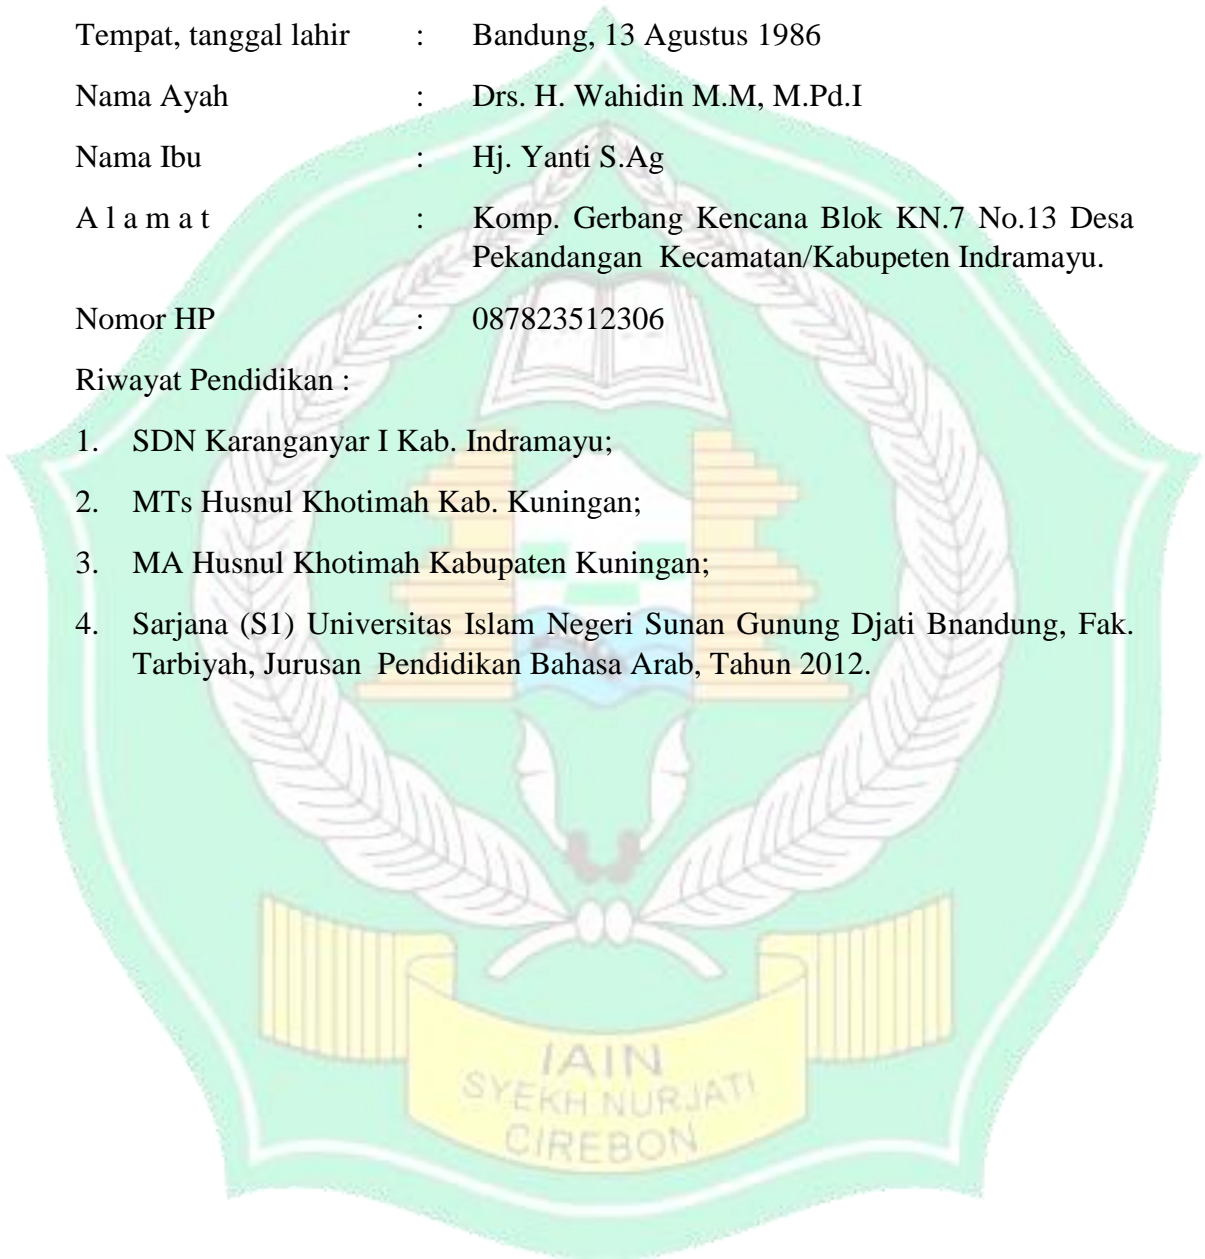 Tempat, tanggal lahir : Bandung, 13 Agustus 1986
Nama Ayah : Drs. H. Wahidin M.M, M.Pd.I
Nama Ibu : Hj. Yanti S.Ag
A l a m a t : Komp. Gerbang Kencana Blok KN.7 No.13 Desa
Pekandangan Kecamatan/Kabupeten Indramayu.
Nomor HP : 087823512306
Riwayat Pendidikan :
1. SDN Karanganyar I Kab. Indramayu;
2. MTs Husnul Khotimah Kab. Kuningan;
3. MA Husnul Khotimah Kabupaten Kuningan;
4. Sarjana (S1) Universitas Islam Negeri Sunan Gunung Djati Bnandung, Fak.
Tarbiyah, Jurusan Pendidikan Bahasa Arab, Tahun 2012.
IAIN
SYEKH NURJATI
CIREBON